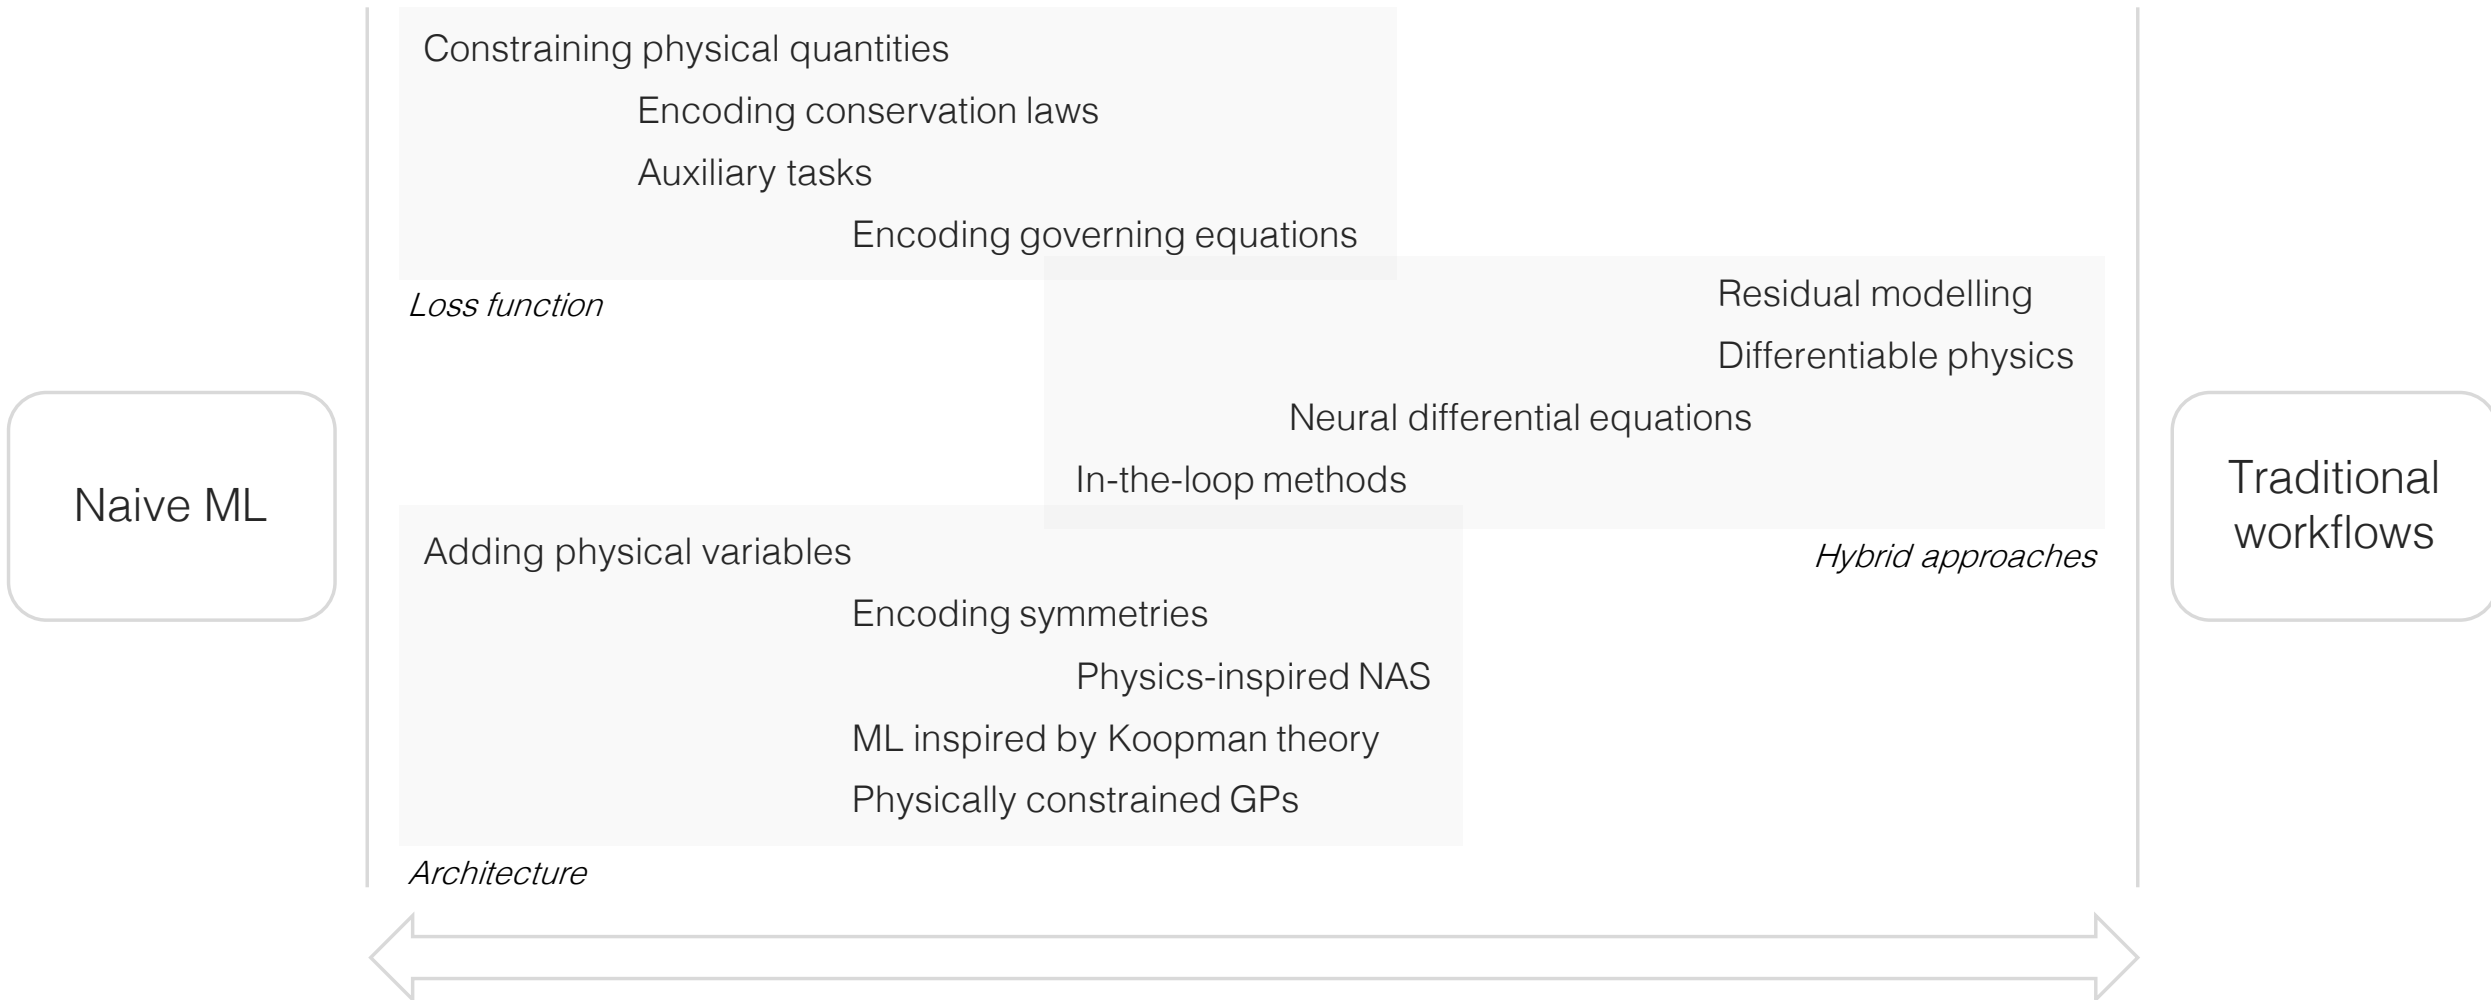 Constraining physical quantities
Encoding conservation laws
Auxiliary tasks
Encoding governing equations
Loss function
Residual modelling
Differentiable physics
Neural differential equations
In-the-loop methods
Hybrid approaches
Naive ML
Traditional
workflows
Adding physical variables
Encoding symmetries
Physics-inspired NAS
ML inspired by Koopman theory
Physically constrained GPs
Architecture